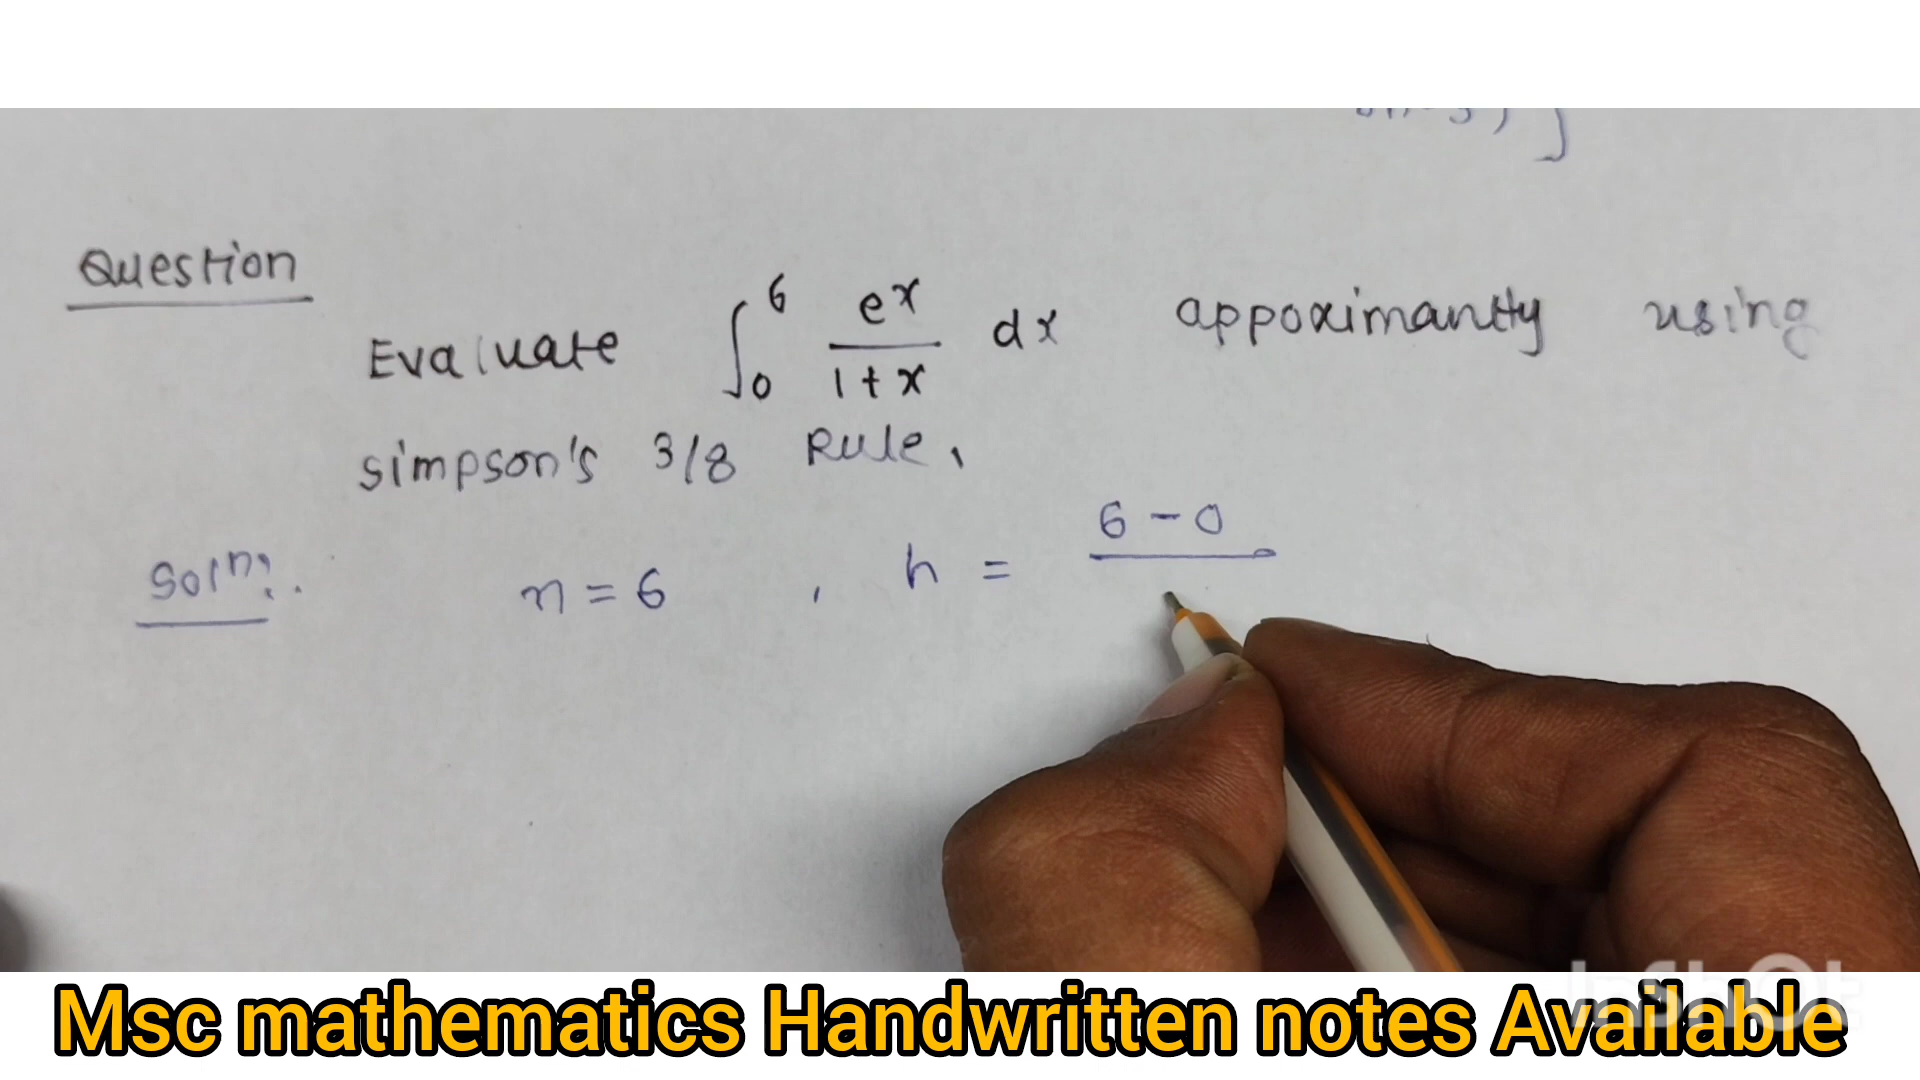 Question
Evaluate ∫₀⁶ eˣ/(1+x) dx appoximantly using
simpson's 3/8 Rule.
Solⁿ:. n = 6 , h = 6 - 0
Msc mathematics Handwritten notes Available
InShot